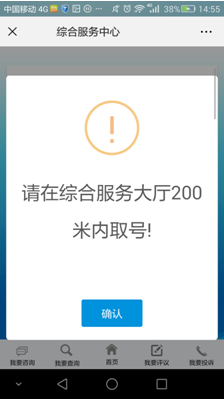 中国移动 4G 38% 14:55
综合服务中心
请在综合服务大厅200
米内取号!
确认
我要咨询 我要查询 首页 我要评议 我要投诉